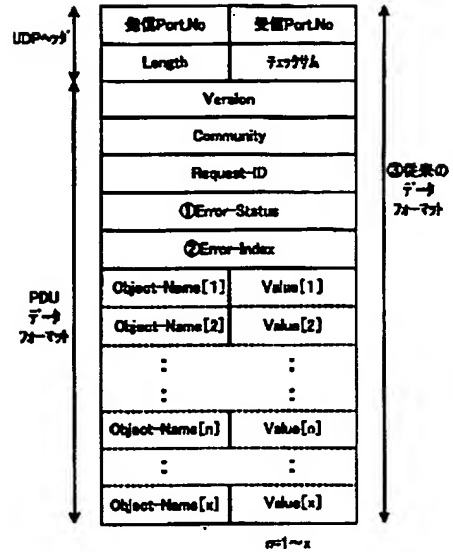 UDPヘッダ
発信Port.No 受信Port.No
Length チェックサム
Version
Community
Request-ID
①Error-Status
②Error-Index
Object-Name[1] Value[1]
Object-Name[2] Value[2]
: :
: :
Object-Name[n] Value[n]
: :
Object-Name[x] Value[x]
PDU
データ
フォーマット
③従来の
データ
フォーマット
n=1～x